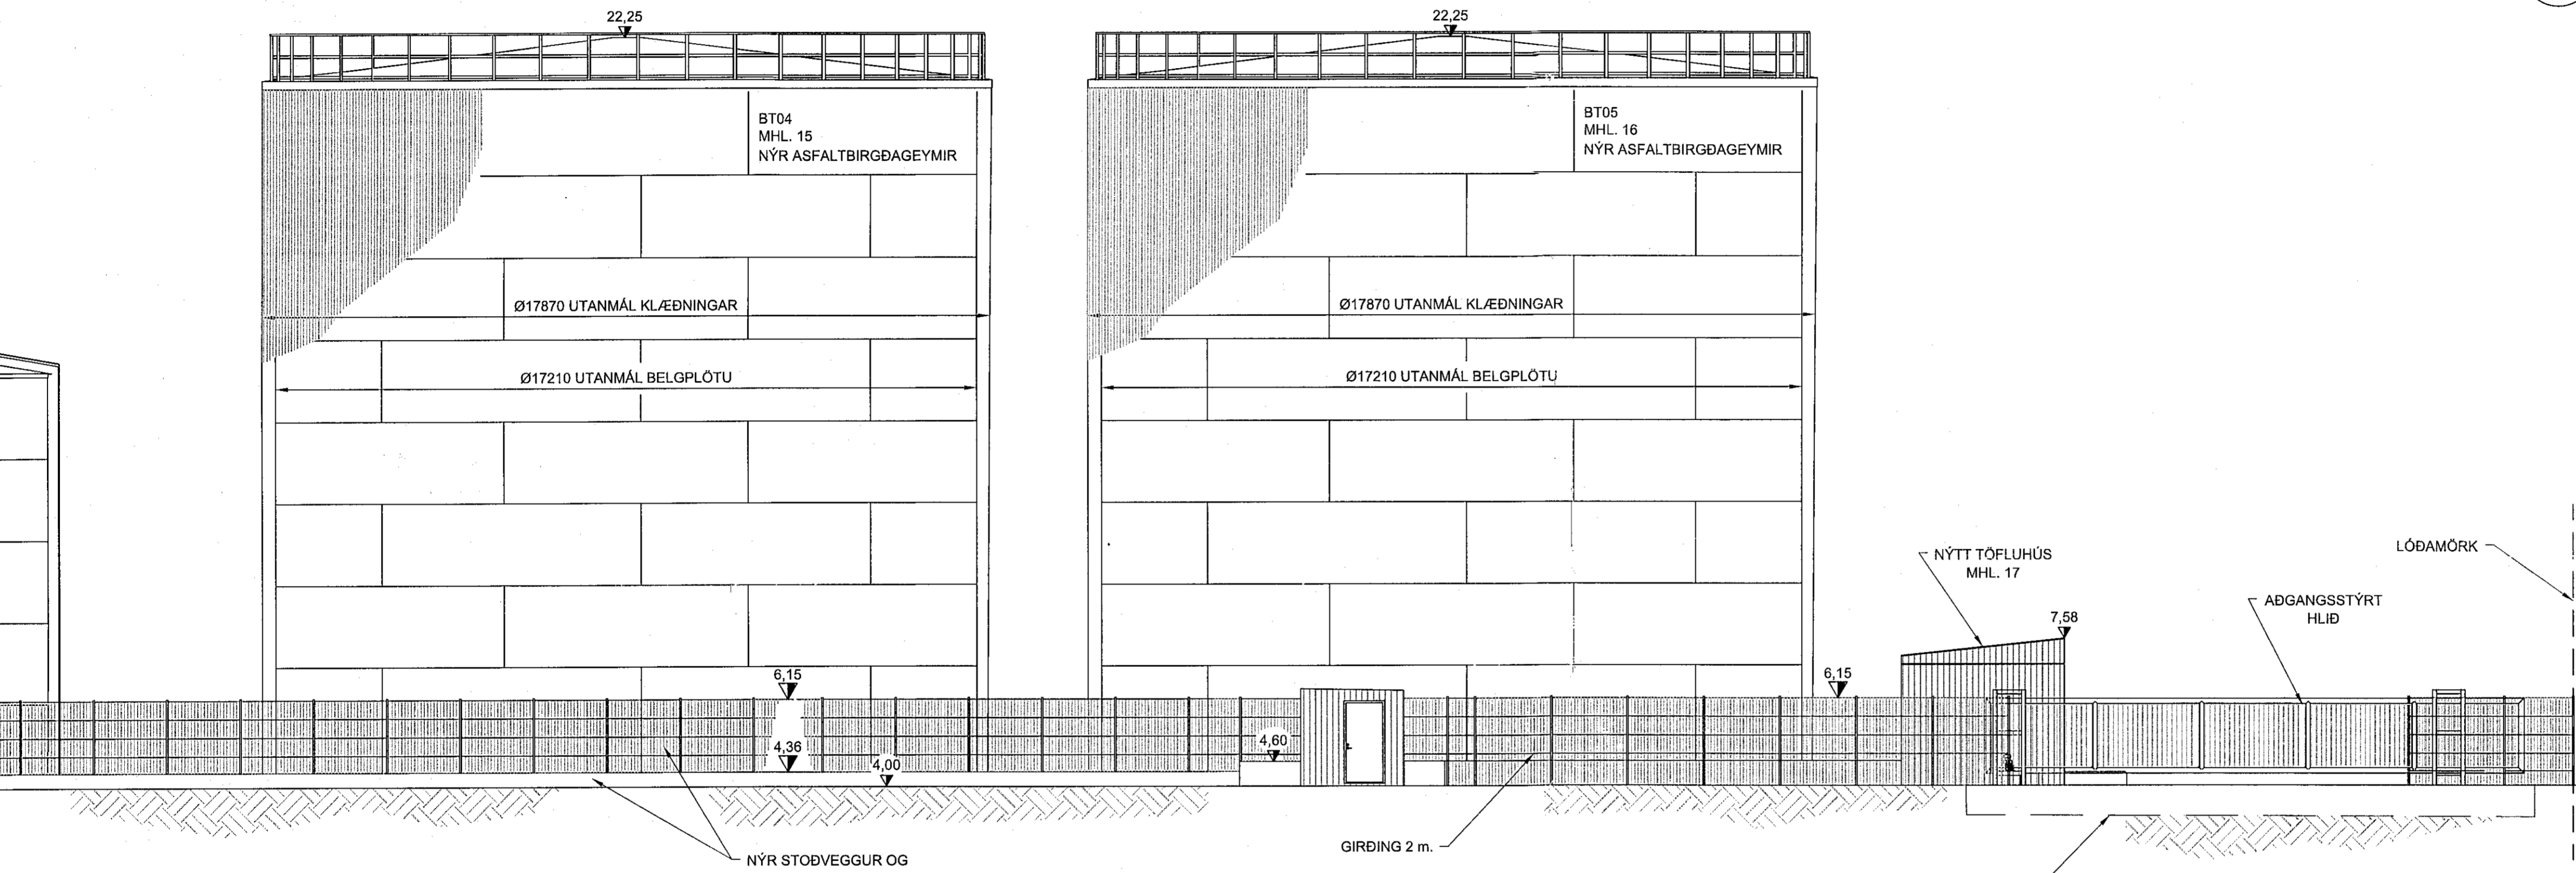 22,25
22,25
BT04
MHL. 15
NÝR ASFALTBIRGÐAGEYMIR
BT05
MHL. 16
NÝR ASFALTBIRGÐAGEYMIR
Ø17870 UTANMÁL KLÆÐNINGAR
Ø17870 UTANMÁL KLÆÐNINGAR
Ø17210 UTANMÁL BELGPLÖTU
Ø17210 UTANMÁL BELGPLÖTU
NÝTT TÖFLUHÚS
MHL. 17
LÓÐAMÖRK
AÐGANGSSTÝRT
HLIÐ
7,58
6,15
6,15
4,36
4,00
4,60
GIRÐING 2 m.
NÝR STOÐVEGGUR OG